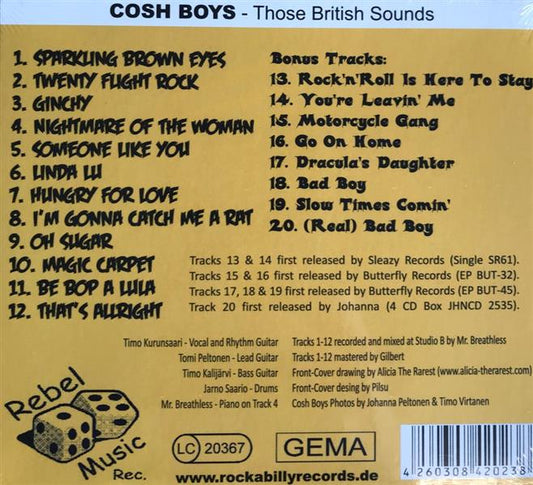 COSH BOYS - Those British Sounds
1. SPARKLING BROWN EYES
2. TWENTY FLIGHT ROCK
3. GINCHY
4. NIGHTMARE OF THE WOMAN
5. SOMEONE LIKE YOU
6. LINDA LU
7. HUNGRY FOR LOVE
8. I'M GONNA CATCH ME A RAT
9. OH SUGAR
10. MAGIC CARPET
11. BE BOP A LULA
12. THAT'S ALLRIGHT
Bonus Tracks:
13. Rock'n'Roll Is Here To Stay
14. You're Leavin' Me
15. Motorcycle Gang
16. Go On Home
17. Dracula's Daughter
18. Bad Boy
19. Slow Times Comin'
20. (Real) Bad Boy
Tracks 13 & 14 first released by Sleazy Records (Single SR61).
Tracks 15 & 16 first released by Butterfly Records (EP BUT-32).
Tracks 17, 18 & 19 first released by Butterfly Records (EP BUT-45).
Track 20 first released by Johanna (4 CD Box JHNCD 2535).
Timo Kurunsaari - Vocal and Rhythm Guitar
Tomi Peltonen - Lead Guitar
Timo Kalijärvi - Bass Guitar
Jarno Saario - Drums
Mr. Breathless - Piano on Track 4
Tracks 1-12 recorded and mixed at Studio B by Mr. Breathless
Tracks 1-12 mastered by Gilbert
Front-Cover drawing by Alicia The Rarest (www.alicia-therarest.com)
Front-Cover desing by Pilsu
Cosh Boys Photos by Johanna Peltonen & Timo Virtanen
Rebel
Music
Rec.
LC 20367
GEMA
www.rockabillyrecords.de
4 260308 420238